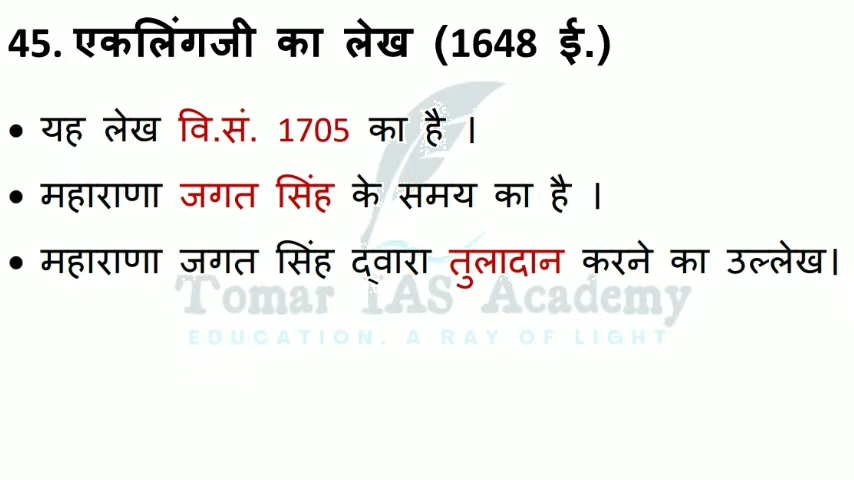 45. एकलिंगजी का लेख (1648 ई.)
• यह लेख वि.सं. 1705 का है ।
• महाराणा जगत सिंह के समय का है ।
• महाराणा जगत सिंह द्वारा तुलादान करने का उल्लेख।
Tomar IAS Academy
EDUCATION, A RAY OF LIGHT